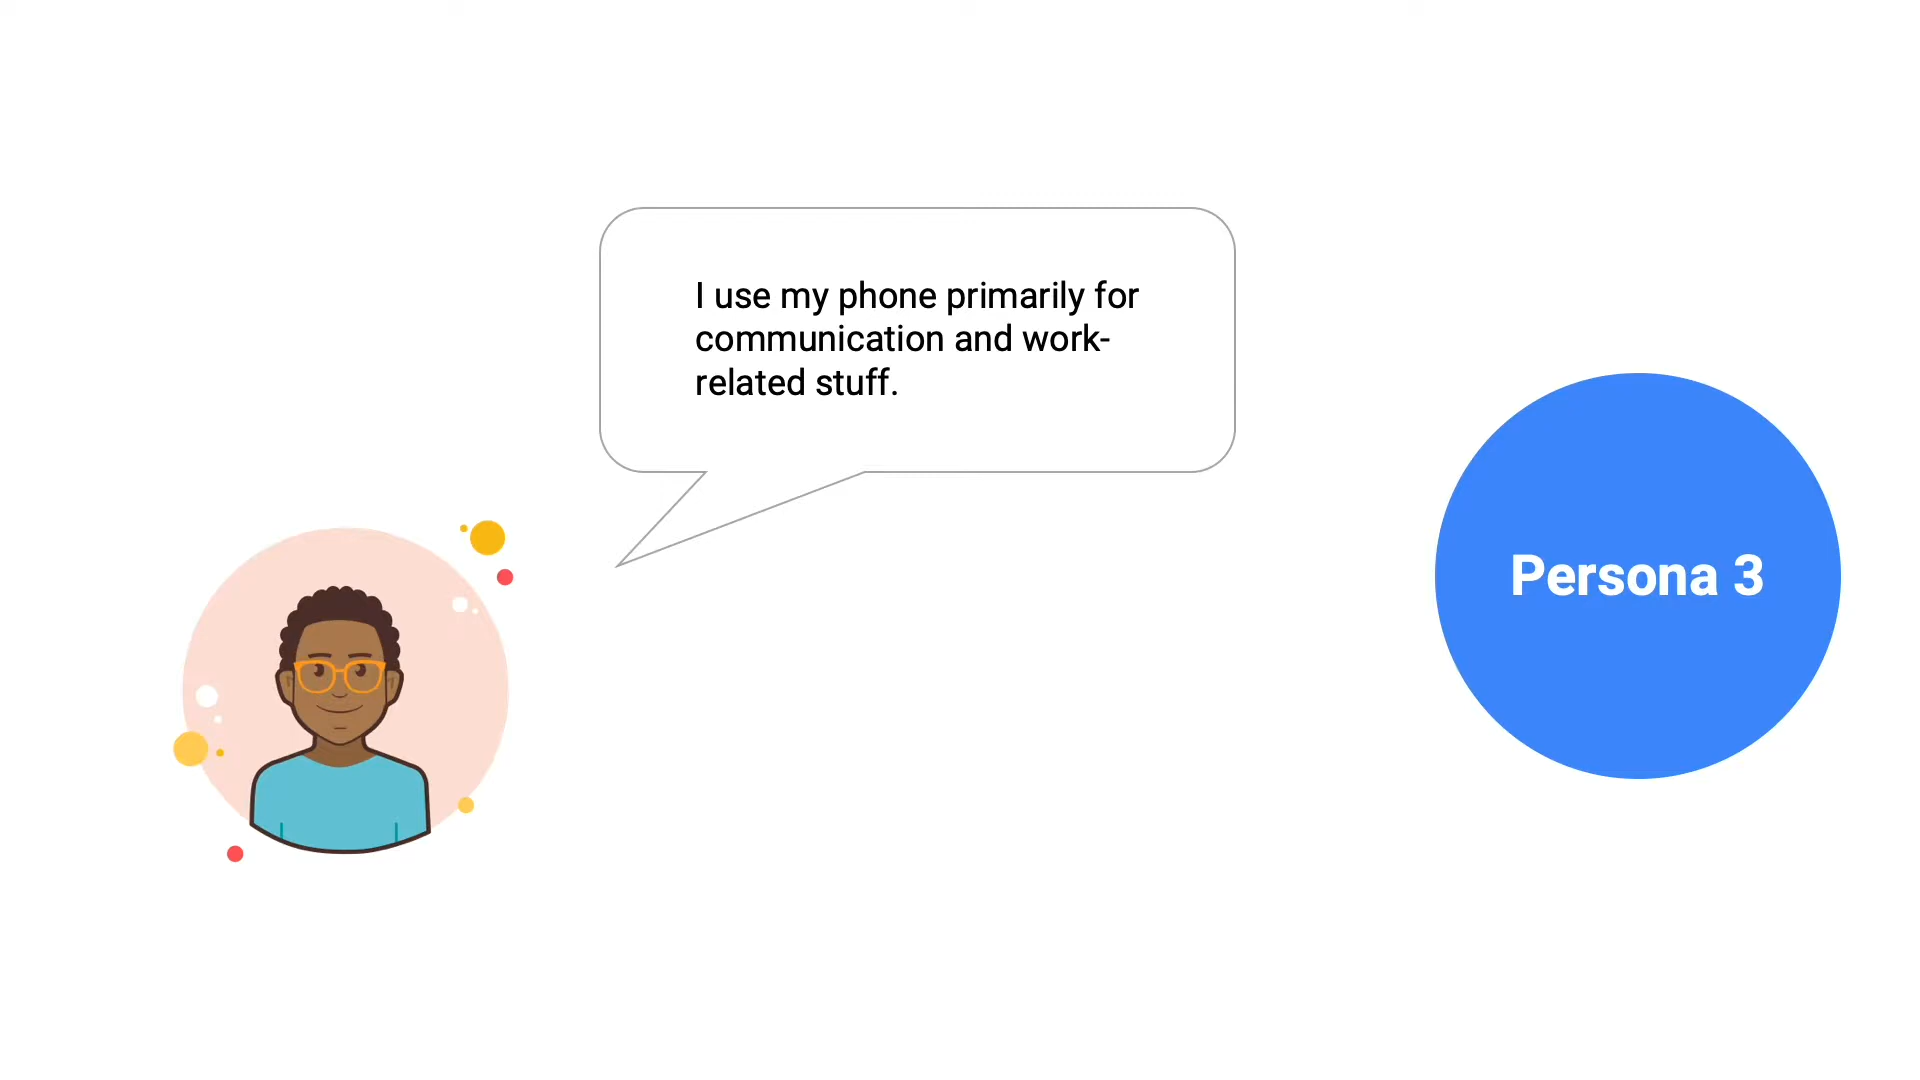 I use my phone primarily for
communication and work-
related stuff.
Persona 3